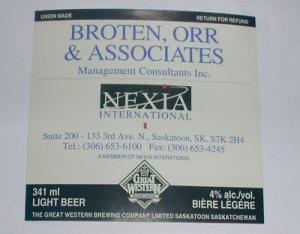 UNION MADE
RETURN FOR REFUND
BROTEN, ORR
& ASSOCIATES
Management Consultants Inc.
NEXIA
INTERNATIONAL
Suite 200 - 133 3rd Ave. N., Saskatoon, SK. S7K 2H4
Tel.: (306) 653-6100 Fax: (306) 653-4245
A MEMBER OF NEXIA INTERATIONAL
341 ml
LIGHT BEER
GREAT
WESTERN
4% alc./vol.
BIÈRE LÉGÈRE
THE GREAT WESTERN BREWING COMPANY LIMITED SASKATOON SASKATCHEWAN